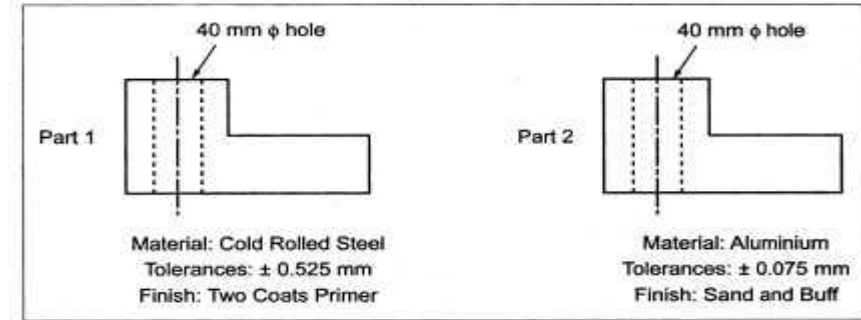 40 mm ϕ hole
40 mm ϕ hole
Part 1
Part 2
Material: Cold Rolled Steel
Tolerances: ± 0.525 mm
Finish: Two Coats Primer
Material: Aluminium
Tolerances: ± 0.075 mm
Finish: Sand and Buff